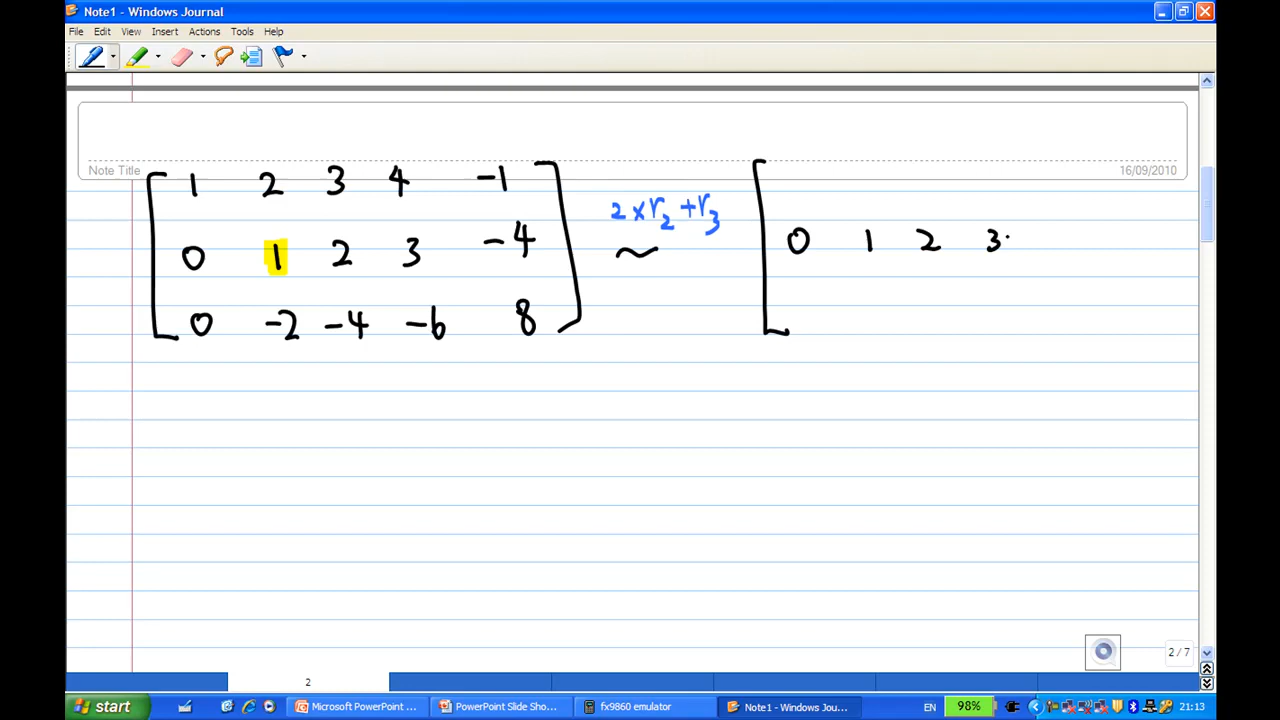 Note1 - Windows Journal
File Edit View Insert Actions Tools Help
Note Title
16/09/2010
1 2 3 4 -1
0 1 2 3 -4
0 -2 -4 -6 8
2 × r2 + r3
~
0 1 2 3
2 / 7
2
start
Microsoft PowerPoint ...
PowerPoint Slide Sho...
fx9860 emulator
Note1 - Windows Jou...
EN
98%
21:13